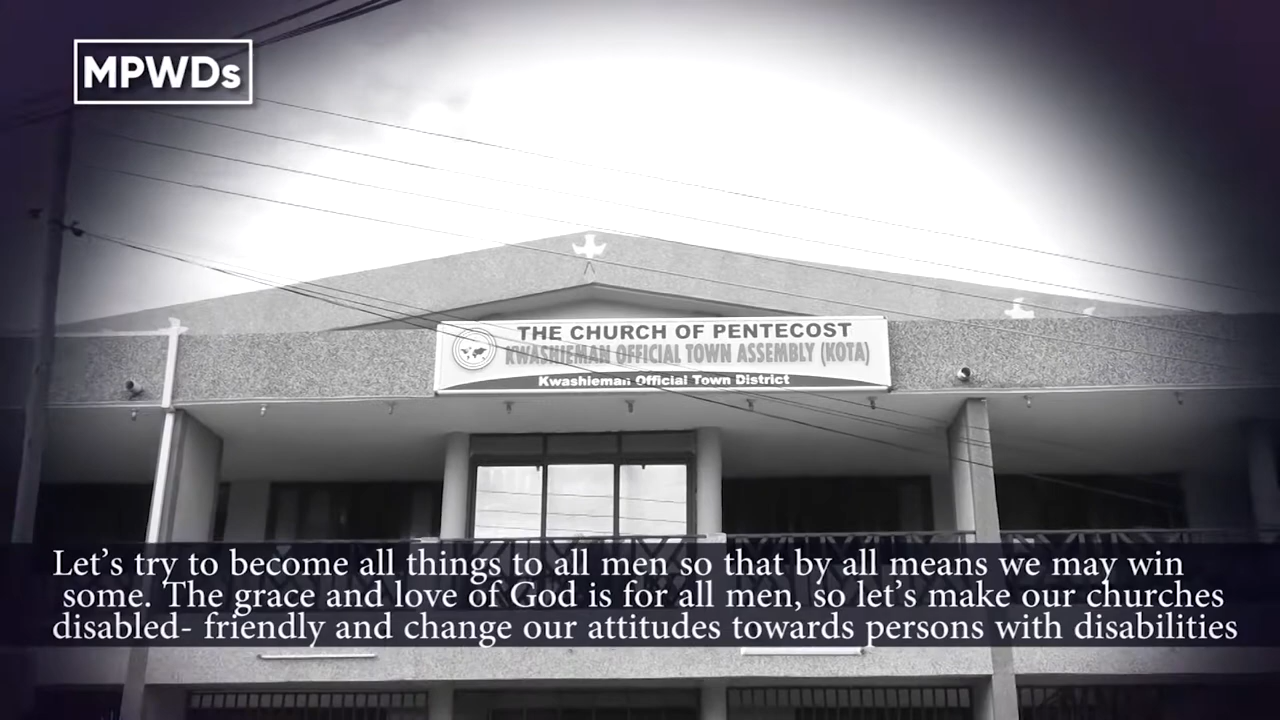 MPWDs
THE CHURCH OF PENTECOST
KWASHIEMAN OFFICIAL TOWN ASSEMBLY (KOTA)
Kwashieman Official Town District
Let's try to become all things to all men so that by all means we may win
some. The grace and love of God is for all men, so let's make our churches
disabled- friendly and change our attitudes towards persons with disabilities